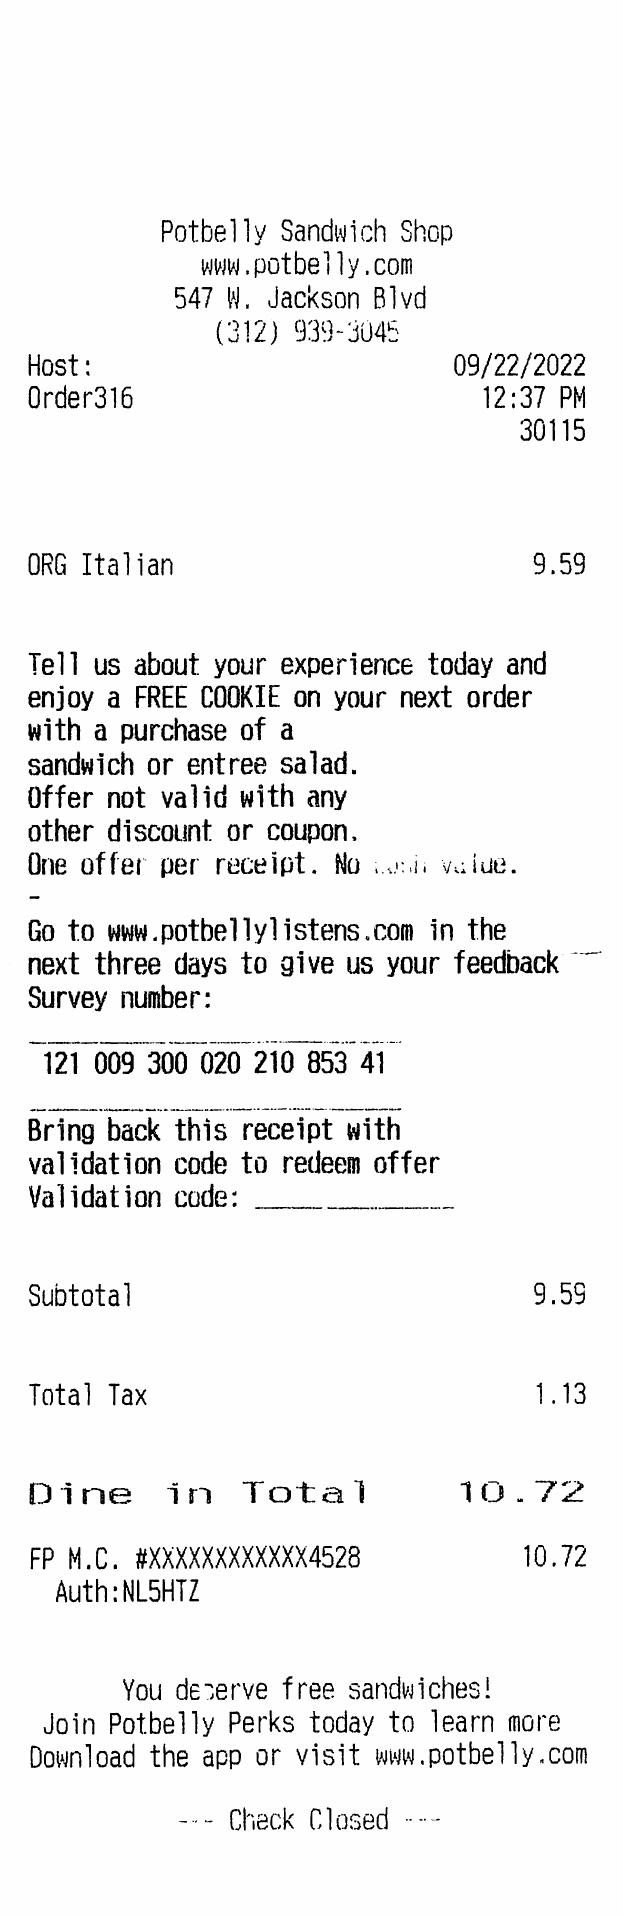 Potbelly Sandwich Shop
www.potbelly.com
547 W. Jackson Blvd
(312) 939-3045
Host: 09/22/2022
Order316 12:37 PM
30115
ORG Italian 9.59
Tell us about your experience today and
enjoy a FREE COOKIE on your next order
with a purchase of a
sandwich or entree salad.
Offer not valid with any
other discount or coupon.
One offer per receipt. No cash value.
-
Go to www.potbellylistens.com in the
next three days to give us your feedback
Survey number:
121 009 300 020 210 853 41
Bring back this receipt with
validation code to redeem offer
Validation code: _______________
Subtotal 9.59
Total Tax 1.13
Dine in Total 10.72
FP M.C. #XXXXXXXXXXXX4528 10.72
Auth:NL5HTZ
You deserve free sandwiches!
Join Potbelly Perks today to learn more
Download the app or visit www.potbelly.com
--- Check Closed ---